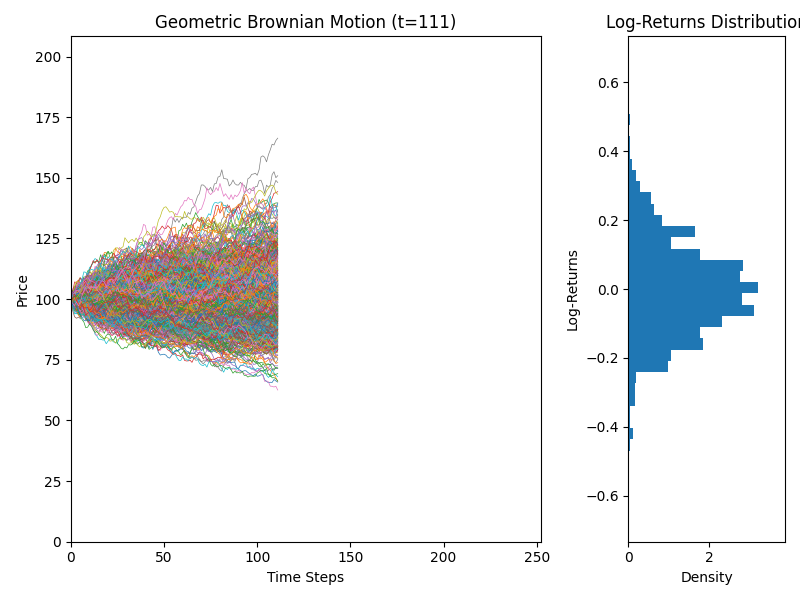 Geometric Brownian Motion (t=111)
Price
200
175
150
125
100
75
50
25
0
0 50 100 150 200 250
Time Steps
Log-Returns Distribution
Log-Returns
0.6
0.4
0.2
0.0
−0.2
−0.4
−0.6
0 2
Density